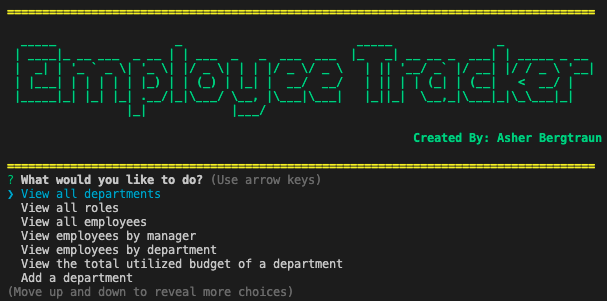 Employee Tracker
Created By: Asher Bergtraun
? What would you like to do? (Use arrow keys)
❯ View all departments
View all roles
View all employees
View employees by manager
View employees by department
View the total utilized budget of a department
Add a department
(Move up and down to reveal more choices)